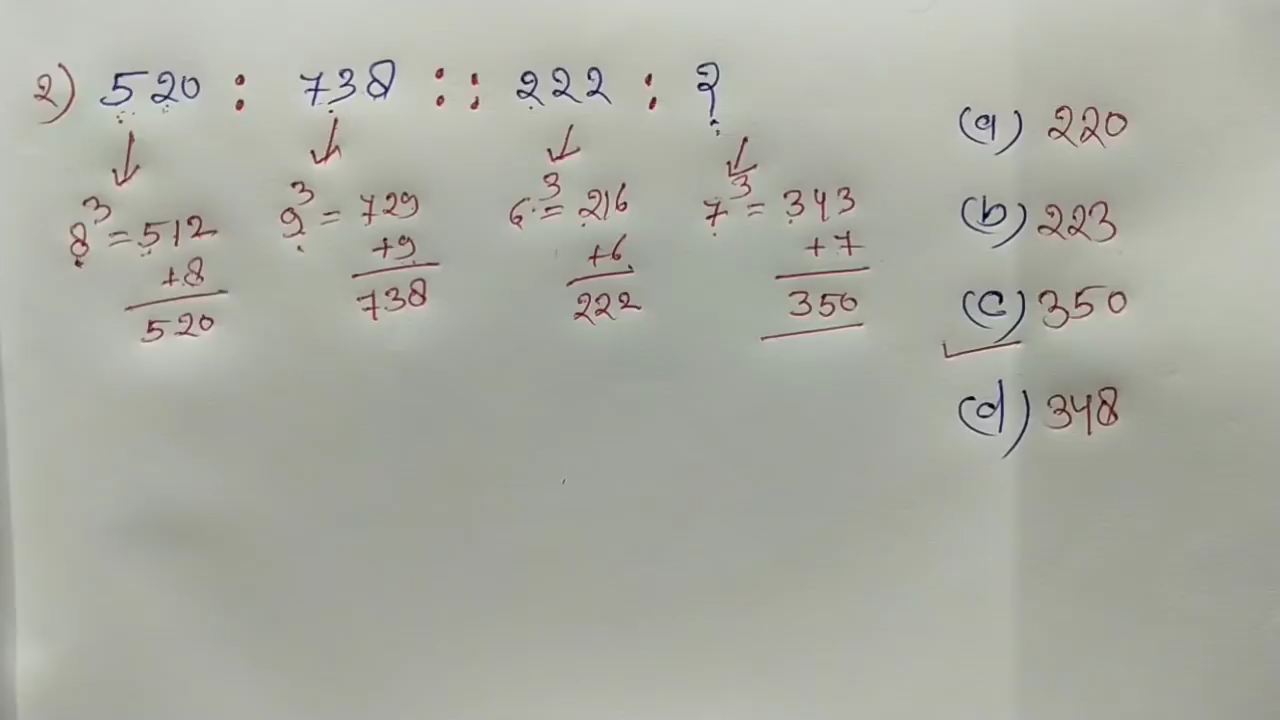 2) 520 : 738 :: 222 : ?
8³ = 512
+8
520
9³ = 729
+9
738
6³ = 216
+6
222
7³ = 343
+7
350
(a) 220
(b) 223
(c) 350
(d) 348